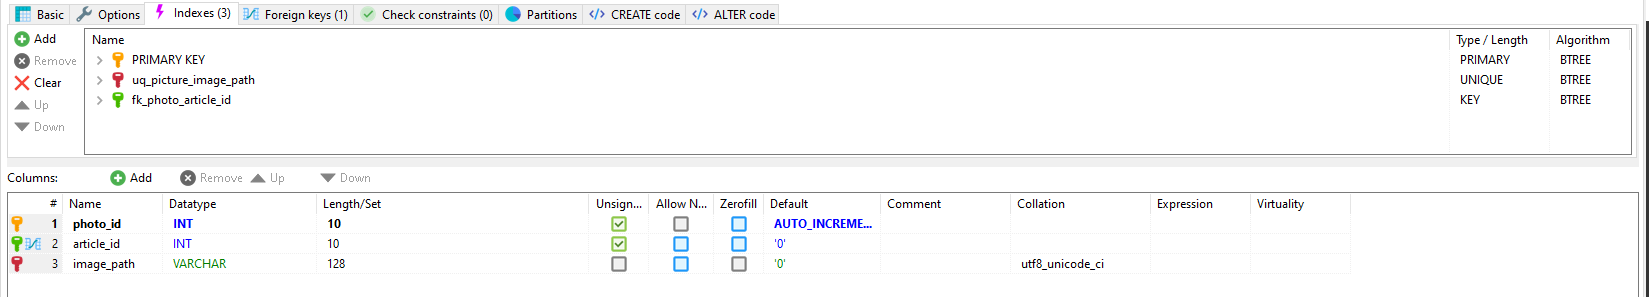 Basic Options Indexes (3) Foreign keys (1) Check constraints (0) Partitions CREATE code ALTER code
Add
Remove
Clear
Up
Down
Name Type / Length Algorithm
PRIMARY KEY PRIMARY BTREE
uq_picture_image_path UNIQUE BTREE
fk_photo_article_id KEY BTREE
Columns: Add Remove Up Down
# Name Datatype Length/Set Unsign... Allow N... Zerofill Default Comment Collation Expression Virtuality
1 photo_id INT 10 AUTO_INCREME...
2 article_id INT 10 '0'
3 image_path VARCHAR 128 '0' utf8_unicode_ci